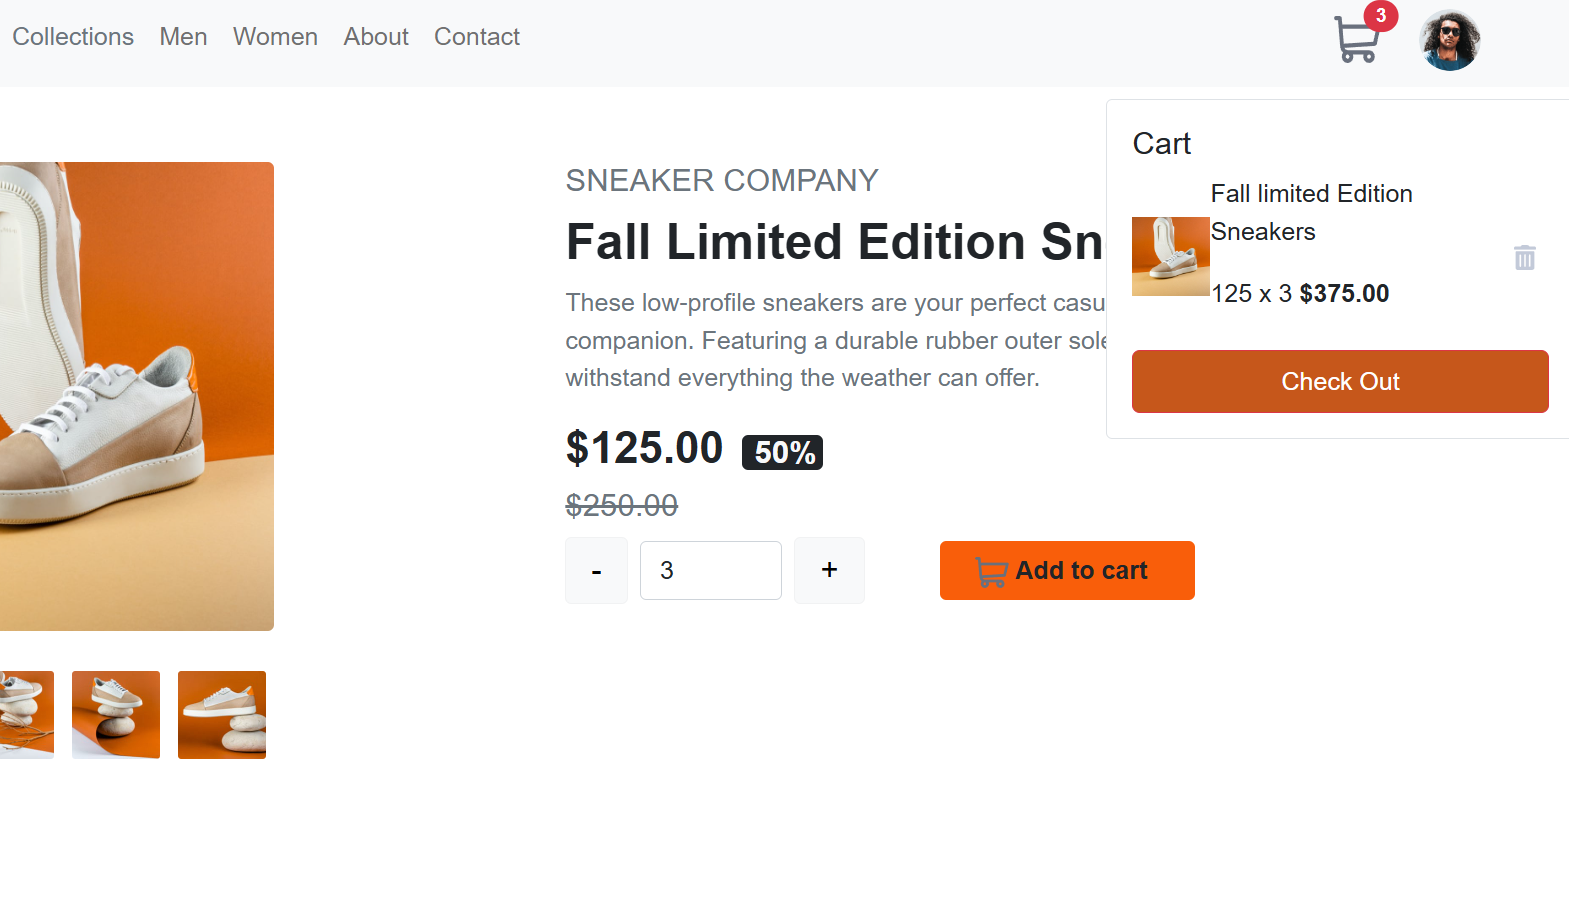 Collections Men Women About Contact
3
Cart
Fall limited Edition
Sneakers
125 x 3 $375.00
Check Out
SNEAKER COMPANY
Fall Limited Edition Sn
These low-profile sneakers are your perfect casu
companion. Featuring a durable rubber outer sole
withstand everything the weather can offer.
$125.00 50%
$250.00
- 3 + Add to cart